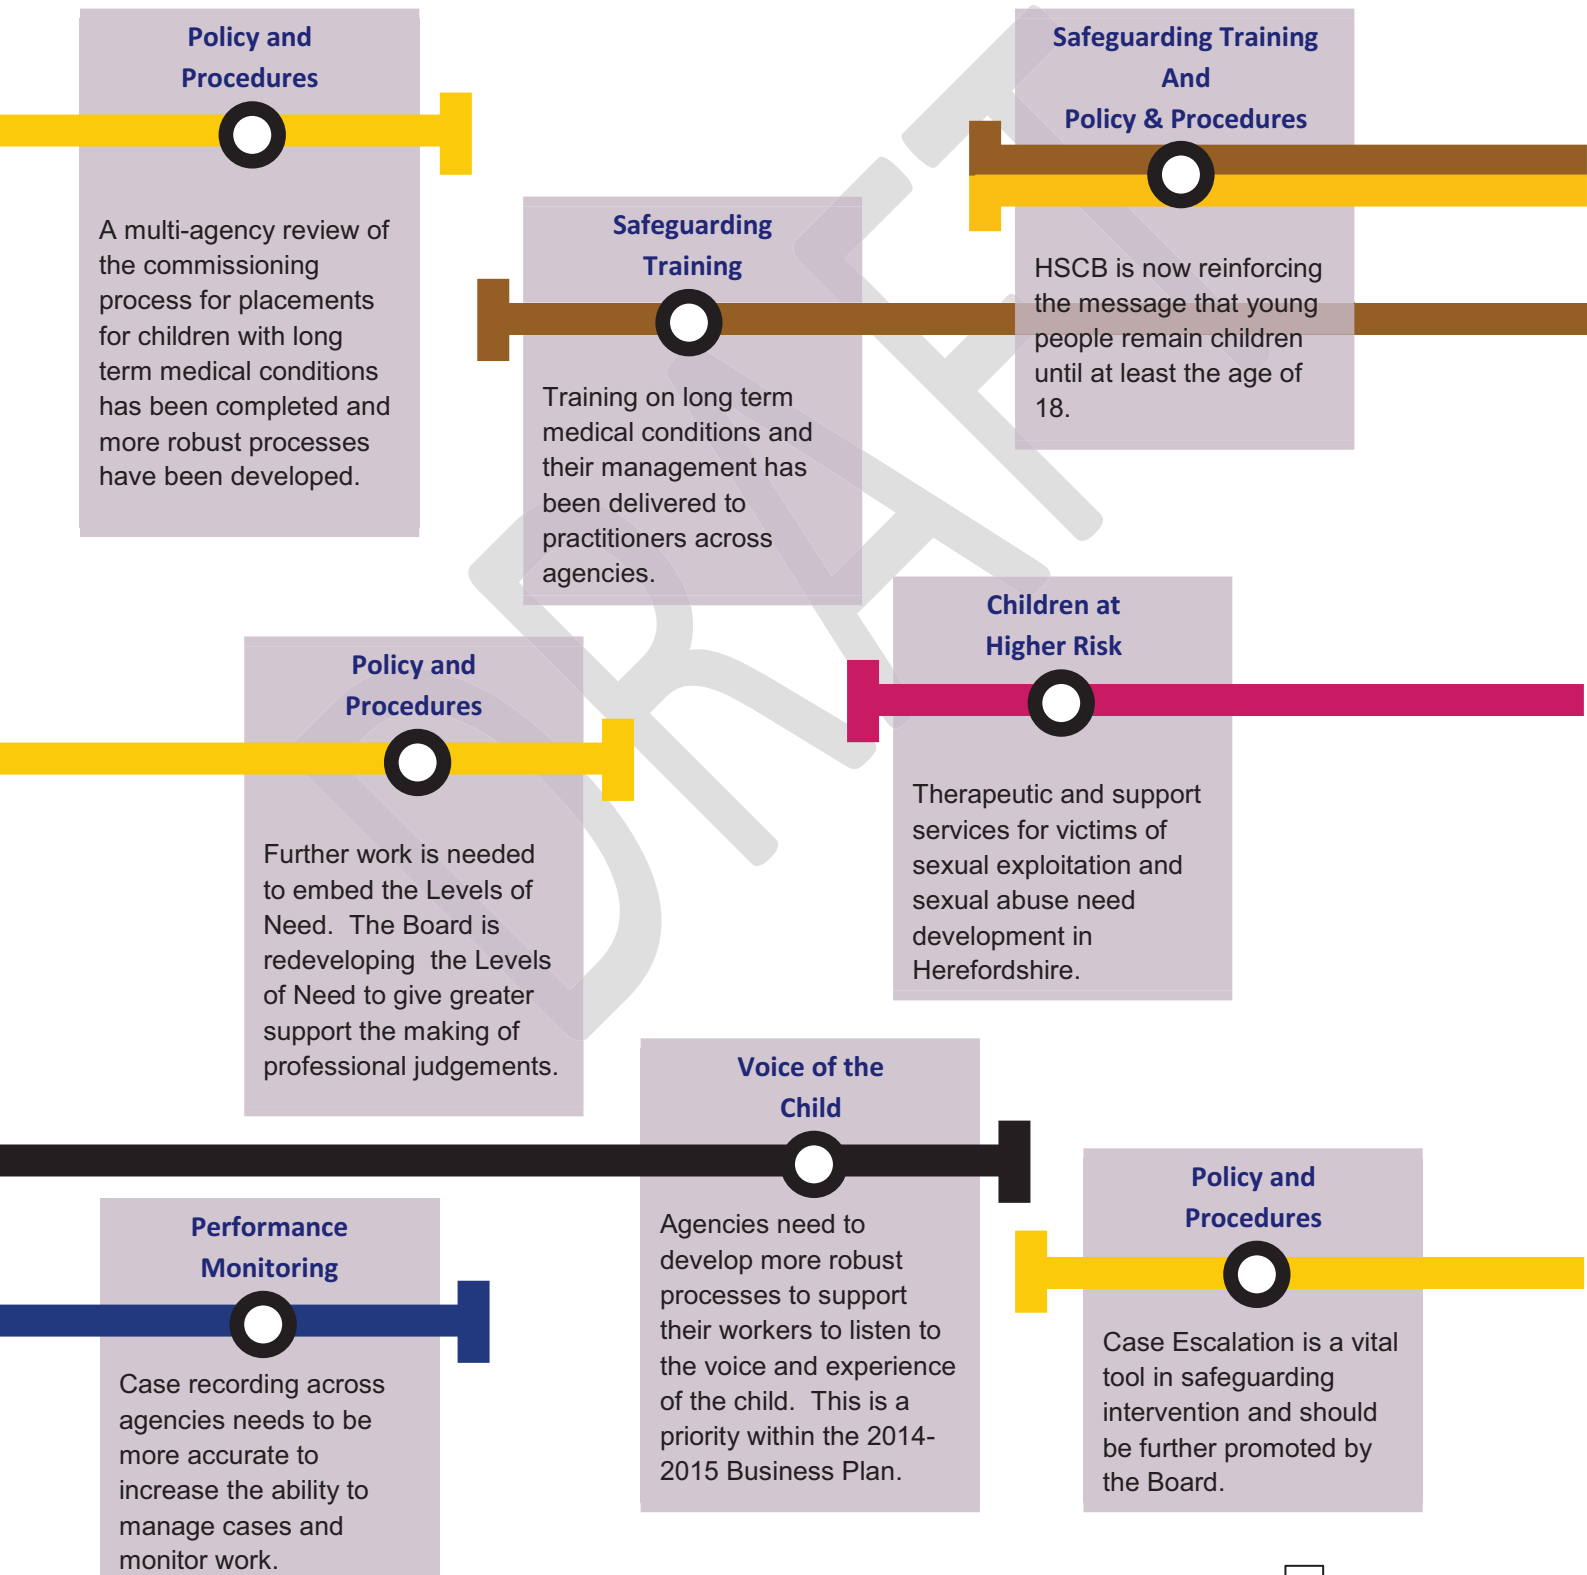 Policy and
Procedures
A multi-agency review of
the commissioning
process for placements
for children with long
term medical conditions
has been completed and
more robust processes
have been developed.
Safeguarding
Training
Training on long term
medical conditions and
their management has
been delivered to
practitioners across
agencies.
Safeguarding Training
And
Policy & Procedures
HSCB is now reinforcing
the message that young
people remain children
until at least the age of
18.
Policy and
Procedures
Further work is needed
to embed the Levels of
Need.  The Board is
redeveloping  the Levels
of Need to give greater
support the making of
professional judgements.
Children at
Higher Risk
Therapeutic and support
services for victims of
sexual exploitation and
sexual abuse need
development in
Herefordshire.
Voice of the
Child
Agencies need to
develop more robust
processes to support
their workers to listen to
the voice and experience
of the child.  This is a
priority within the 2014-
2015 Business Plan.
Performance
Monitoring
Case recording across
agencies needs to be
more accurate to
increase the ability to
manage cases and
monitor work.
Policy and
Procedures
Case Escalation is a vital
tool in safeguarding
intervention and should
be further promoted by
the Board.
DRAFT